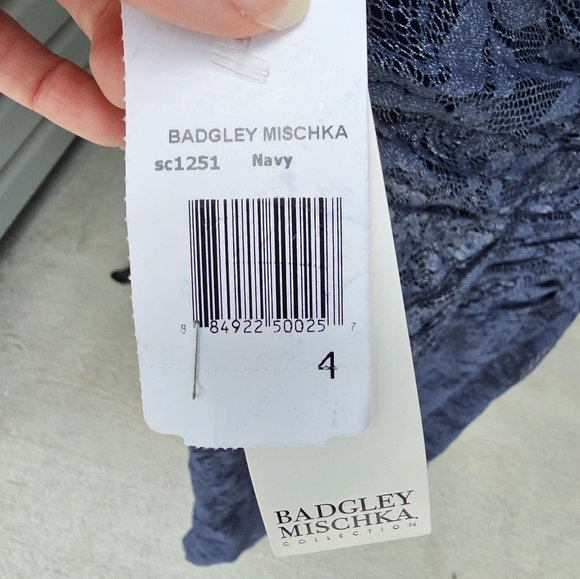 BADGLEY MISCHKA
sc1251 Navy
8 84922 50025 7
4
BADGLEY
MISCHKA
COLLECTION